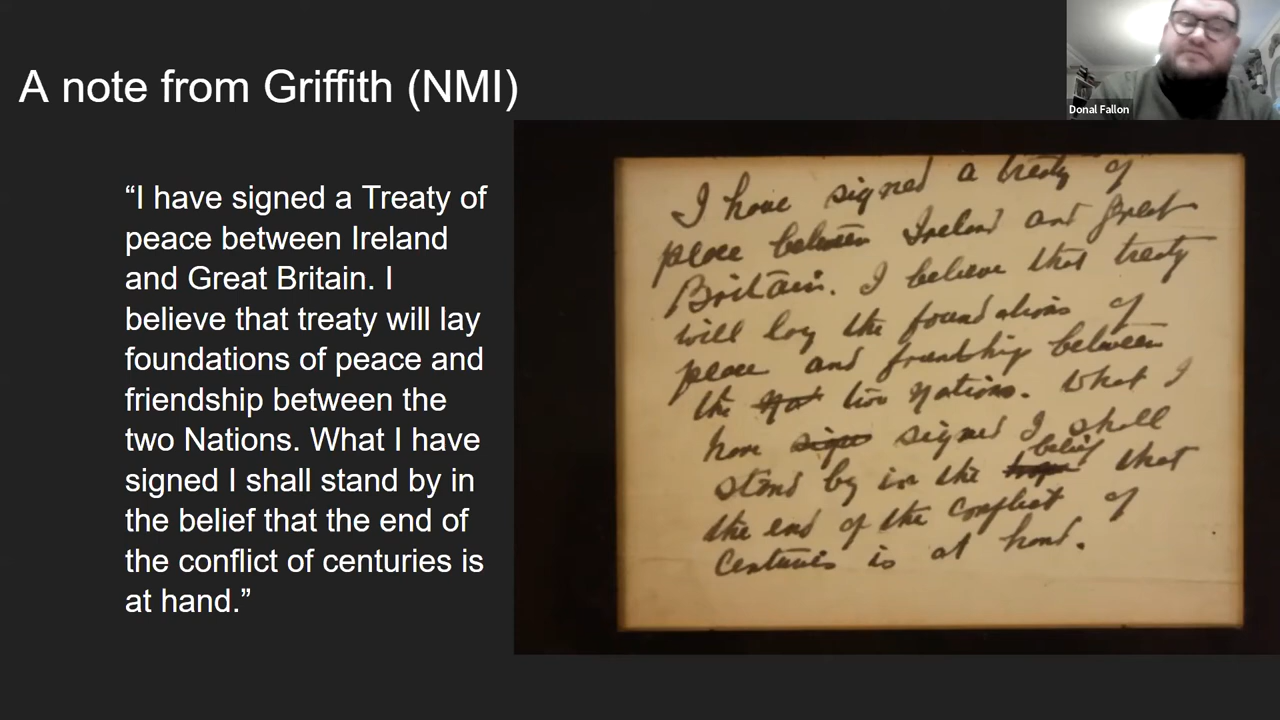 A note from Griffith (NMI)
Donal Fallon
“I have signed a Treaty of
peace between Ireland
and Great Britain. I
believe that treaty will lay
foundations of peace and
friendship between the
two Nations. What I have
signed I shall stand by in
the belief that the end of
the conflict of centuries is
at hand.”
I have signed a treaty of
peace between Ireland and Great
Britain. I believe that treaty
will lay the foundations of
peace and friendship between
the two Nations. What I
have signed I shall
stand by in the belief that
the end of the conflict of
centuries is at hand.